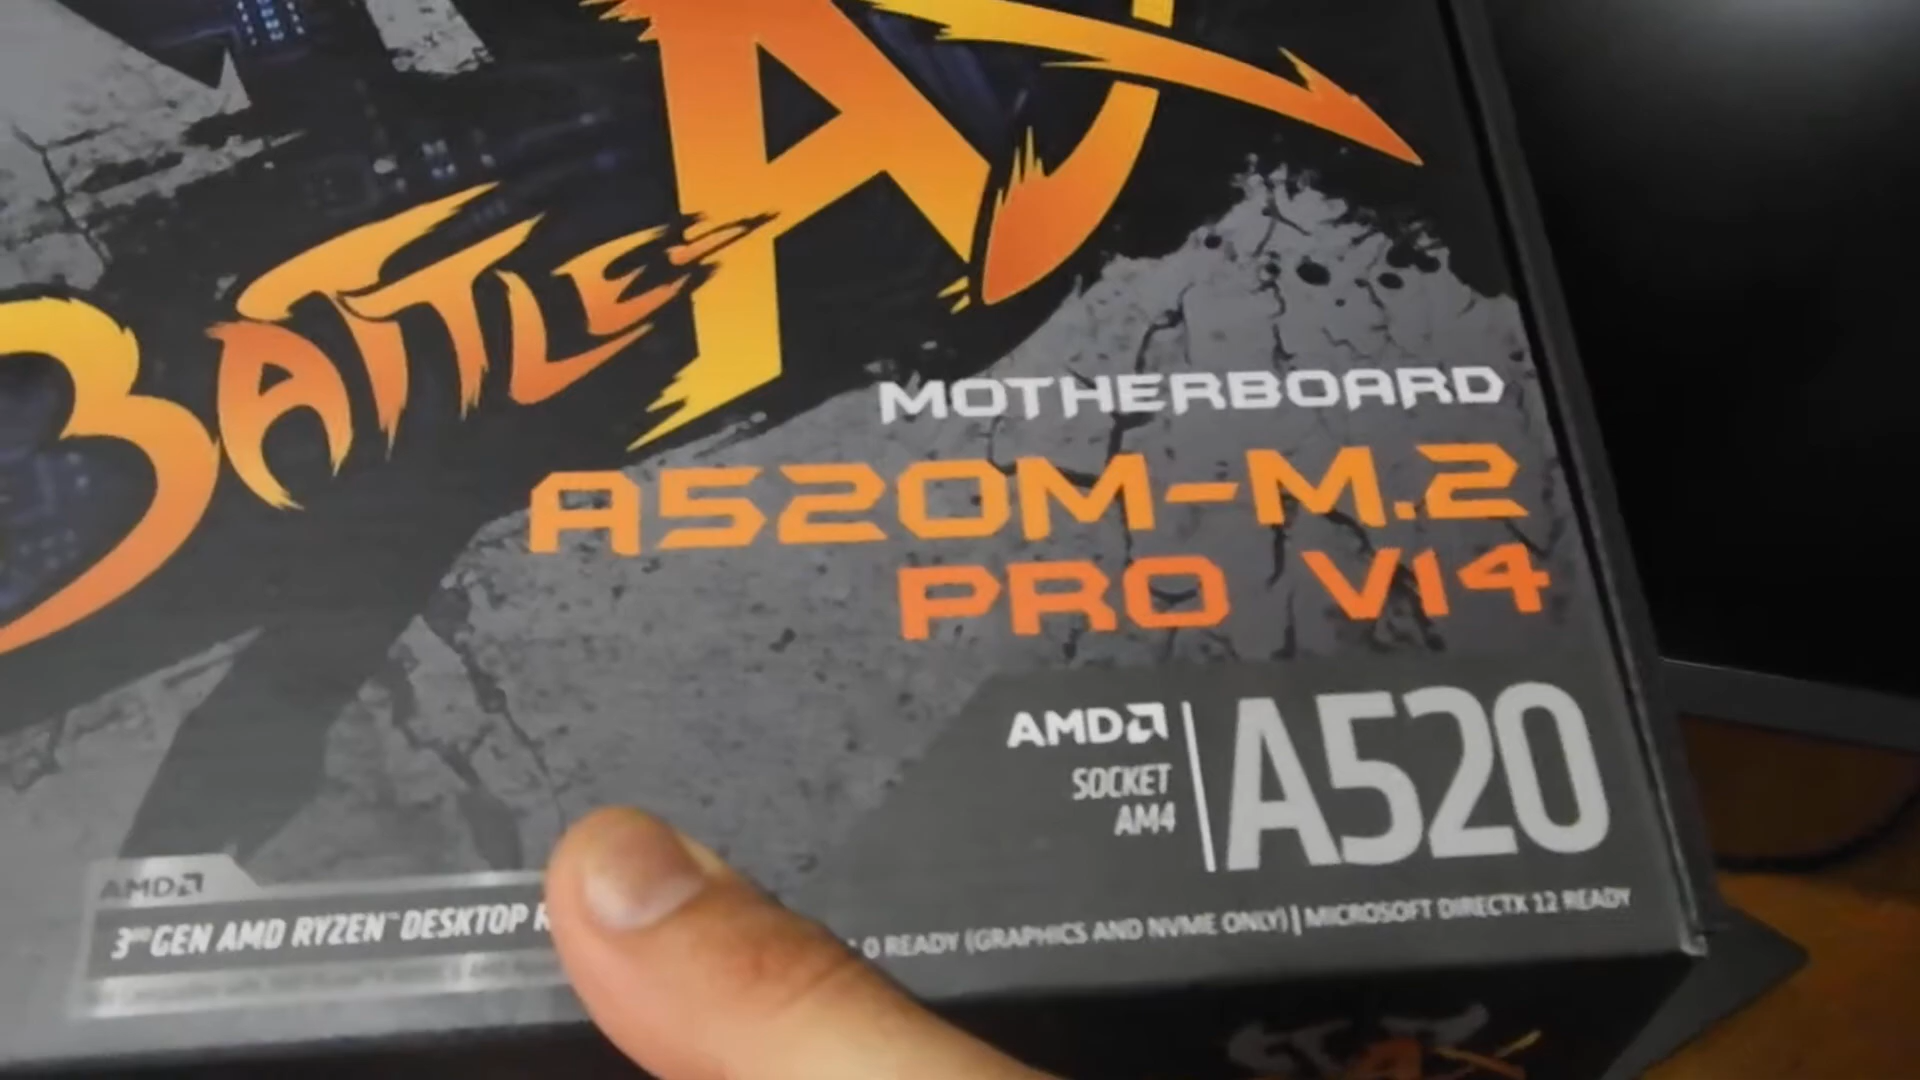 BATTLE-AX
MOTHERBOARD
A520M-M.2
PRO V14
AMD
SOCKET
AM4
A520
AMD
3RD GEN AMD RYZEN™ DESKTOP
.0 READY (GRAPHICS AND NVME ONLY) | MICROSOFT DIRECTX 12 READY